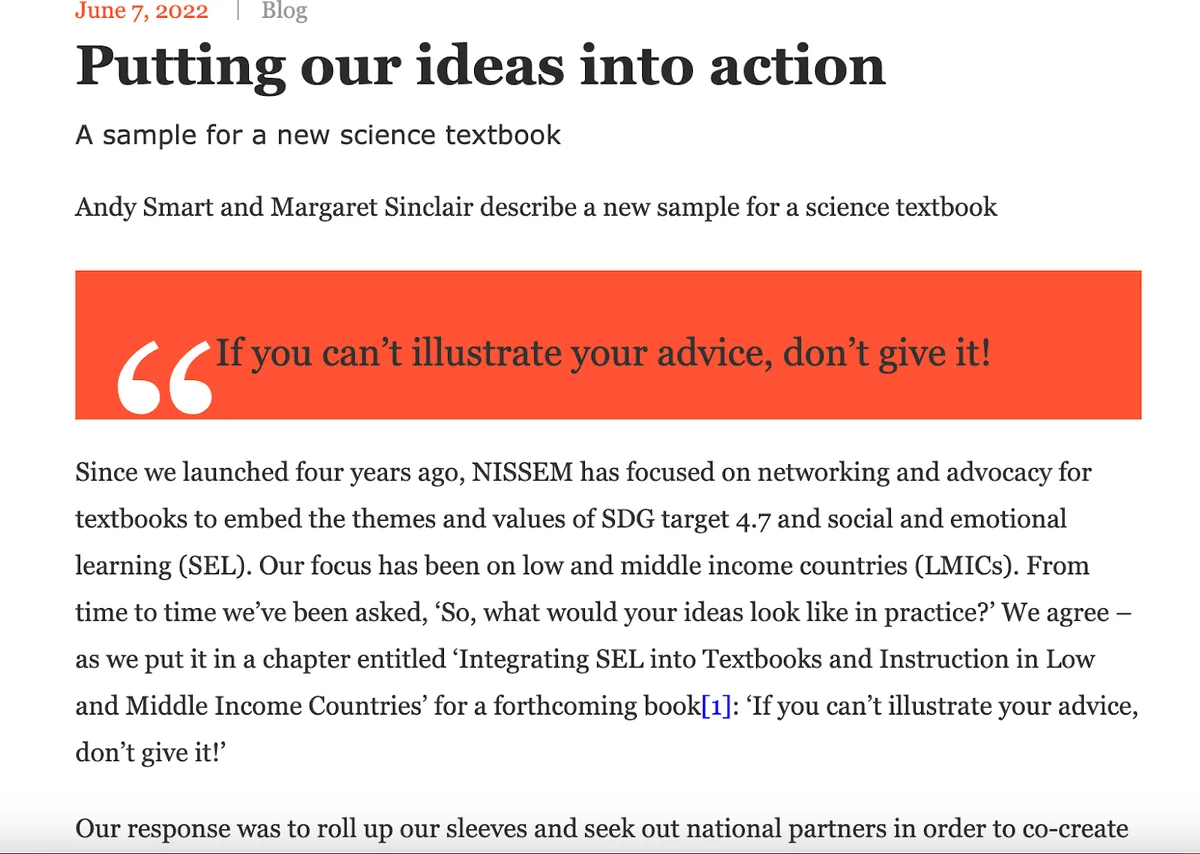 June 7, 2022 | Blog
Putting our ideas into action
A sample for a new science textbook
Andy Smart and Margaret Sinclair describe a new sample for a science textbook
“If you can’t illustrate your advice, don’t give it!
Since we launched four years ago, NISSEM has focused on networking and advocacy for
textbooks to embed the themes and values of SDG target 4.7 and social and emotional
learning (SEL). Our focus has been on low and middle income countries (LMICs). From
time to time we’ve been asked, ‘So, what would your ideas look like in practice?’ We agree –
as we put it in a chapter entitled ‘Integrating SEL into Textbooks and Instruction in Low
and Middle Income Countries’ for a forthcoming book[1]: ‘If you can’t illustrate your advice,
don’t give it!’
Our response was to roll up our sleeves and seek out national partners in order to co-create